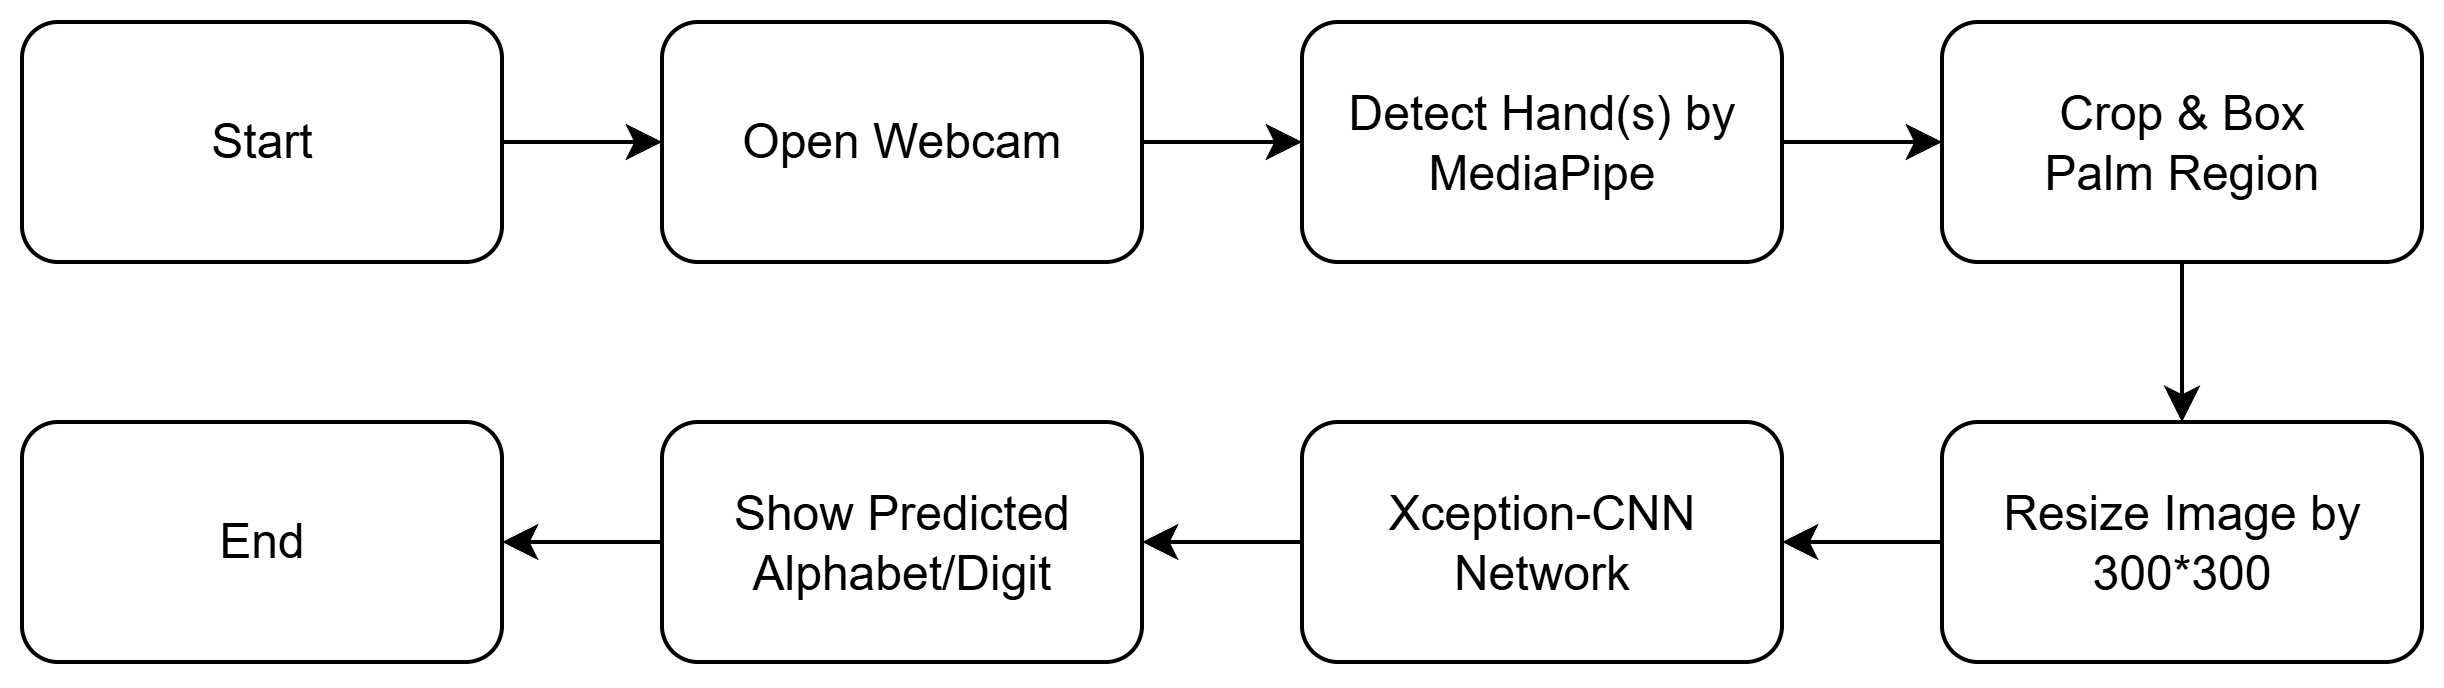 Start
Open Webcam
Detect Hand(s) by
MediaPipe
Crop & Box
Palm Region
Resize Image by
300*300
Xception-CNN
Network
Show Predicted
Alphabet/Digit
End